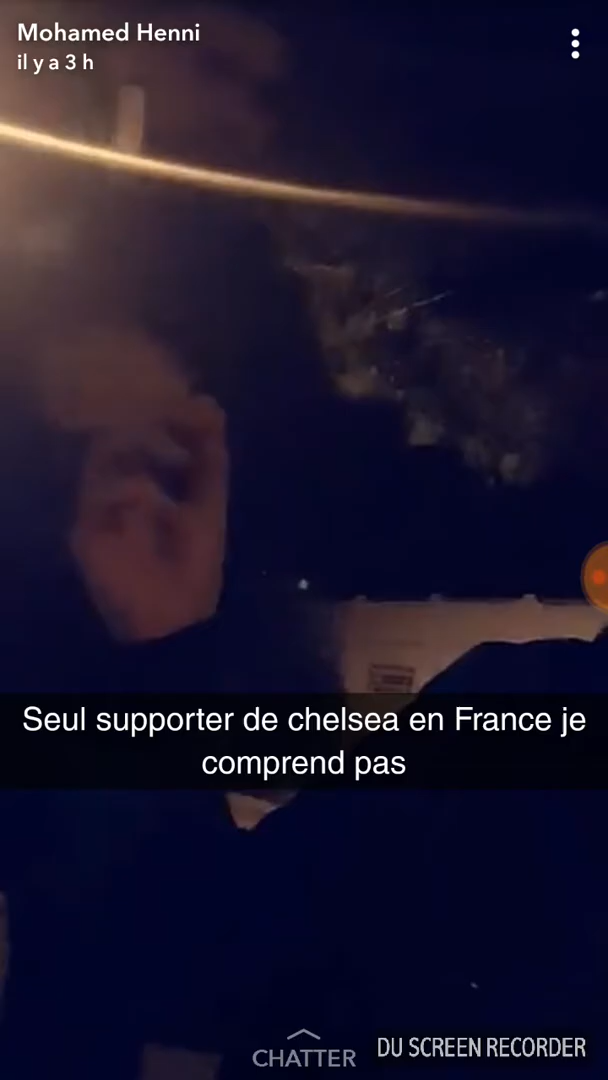 Mohamed Henni
il y a 3 h
Seul supporter de chelsea en France je
comprend pas
CHATTER
DU SCREEN RECORDER